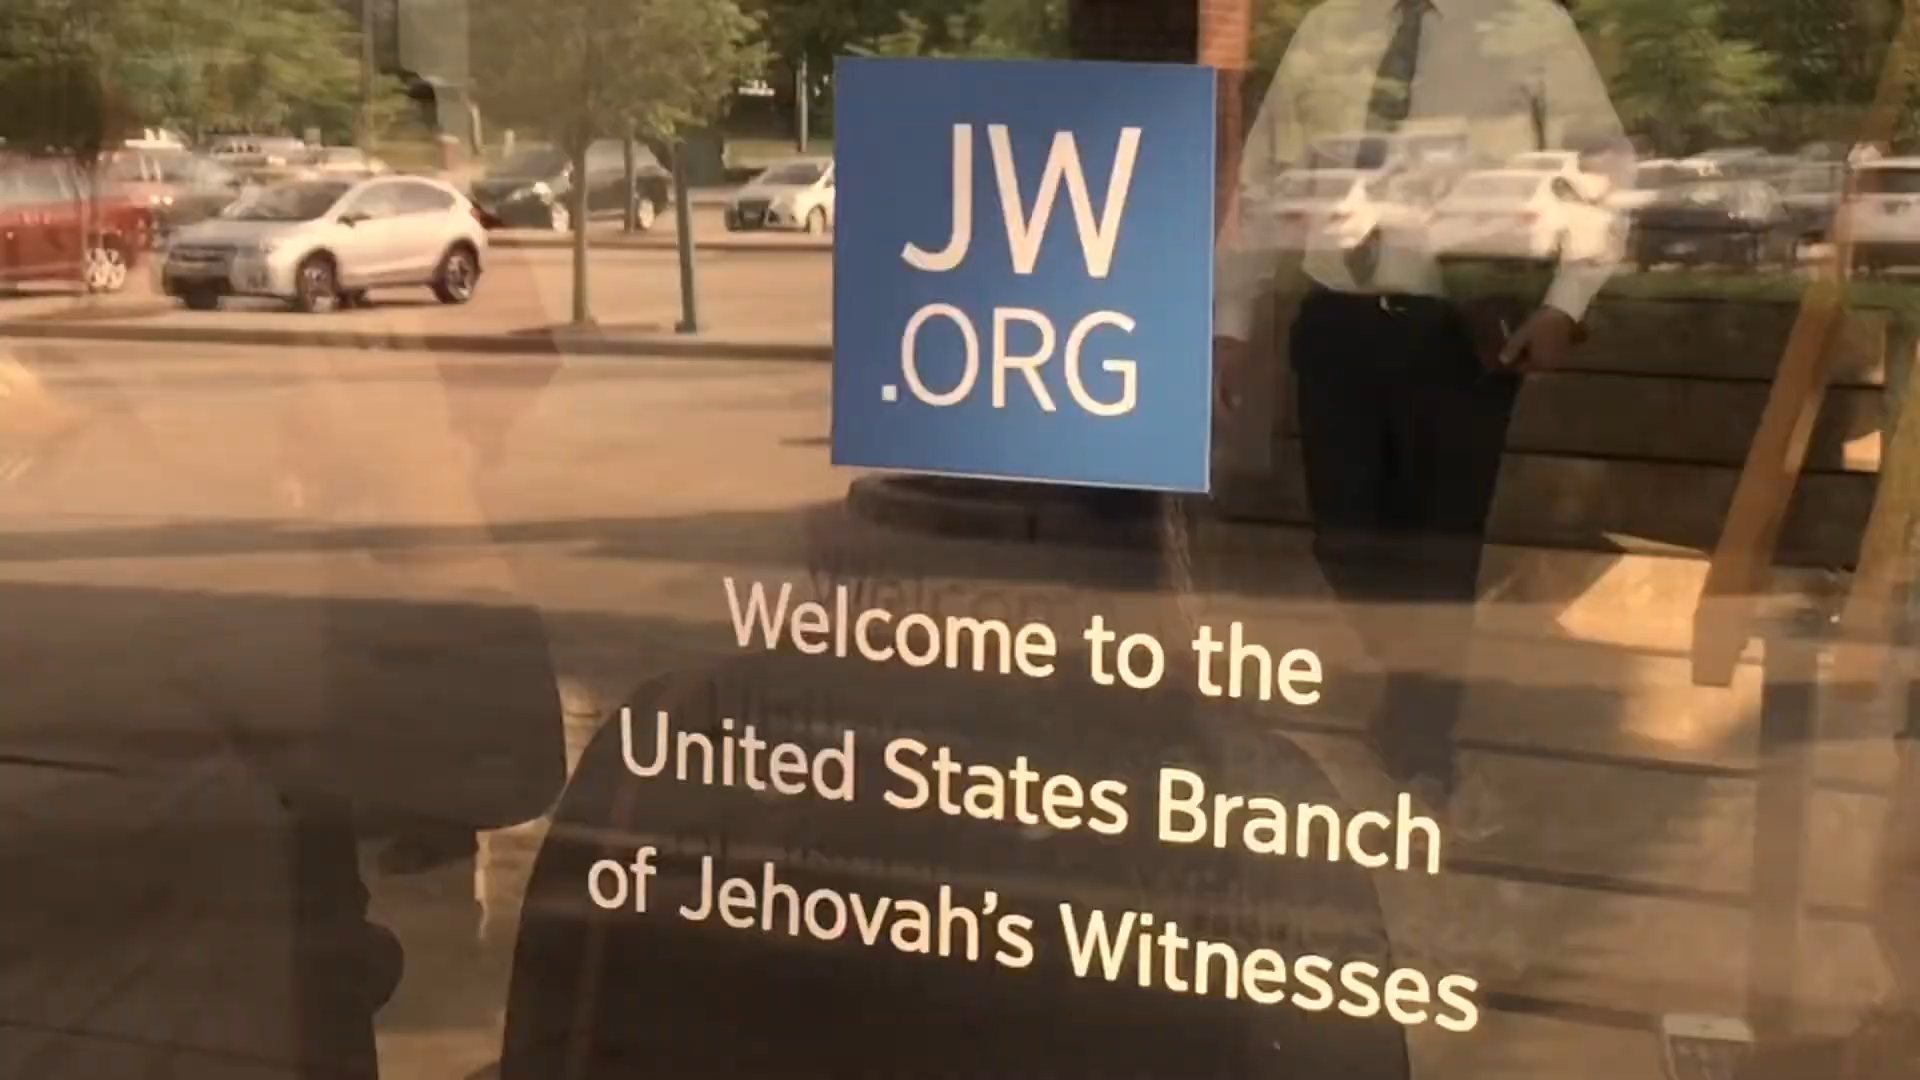 JW
.ORG
Welcome to the
United States Branch
of Jehovah's Witnesses